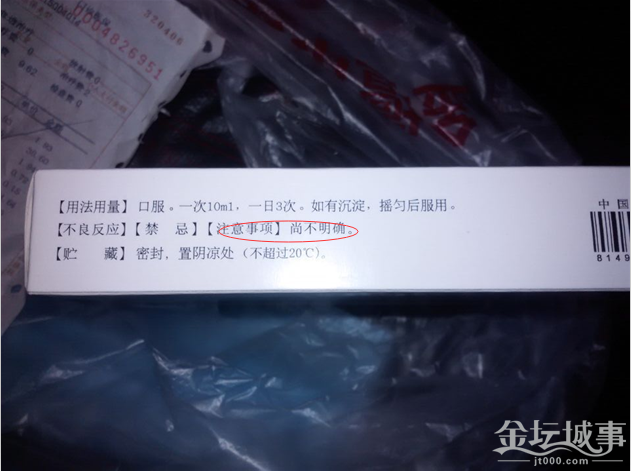 0004826951
326486
【用法用量】口服。一次10ml，一日3次。如有沉淀，摇匀后服用。
【不良反应】【禁 忌】【注意事项】尚不明确。
【贮 藏】密封，置阴凉处（不超过20℃）。
中国
8149
金坛城事
jt000.com